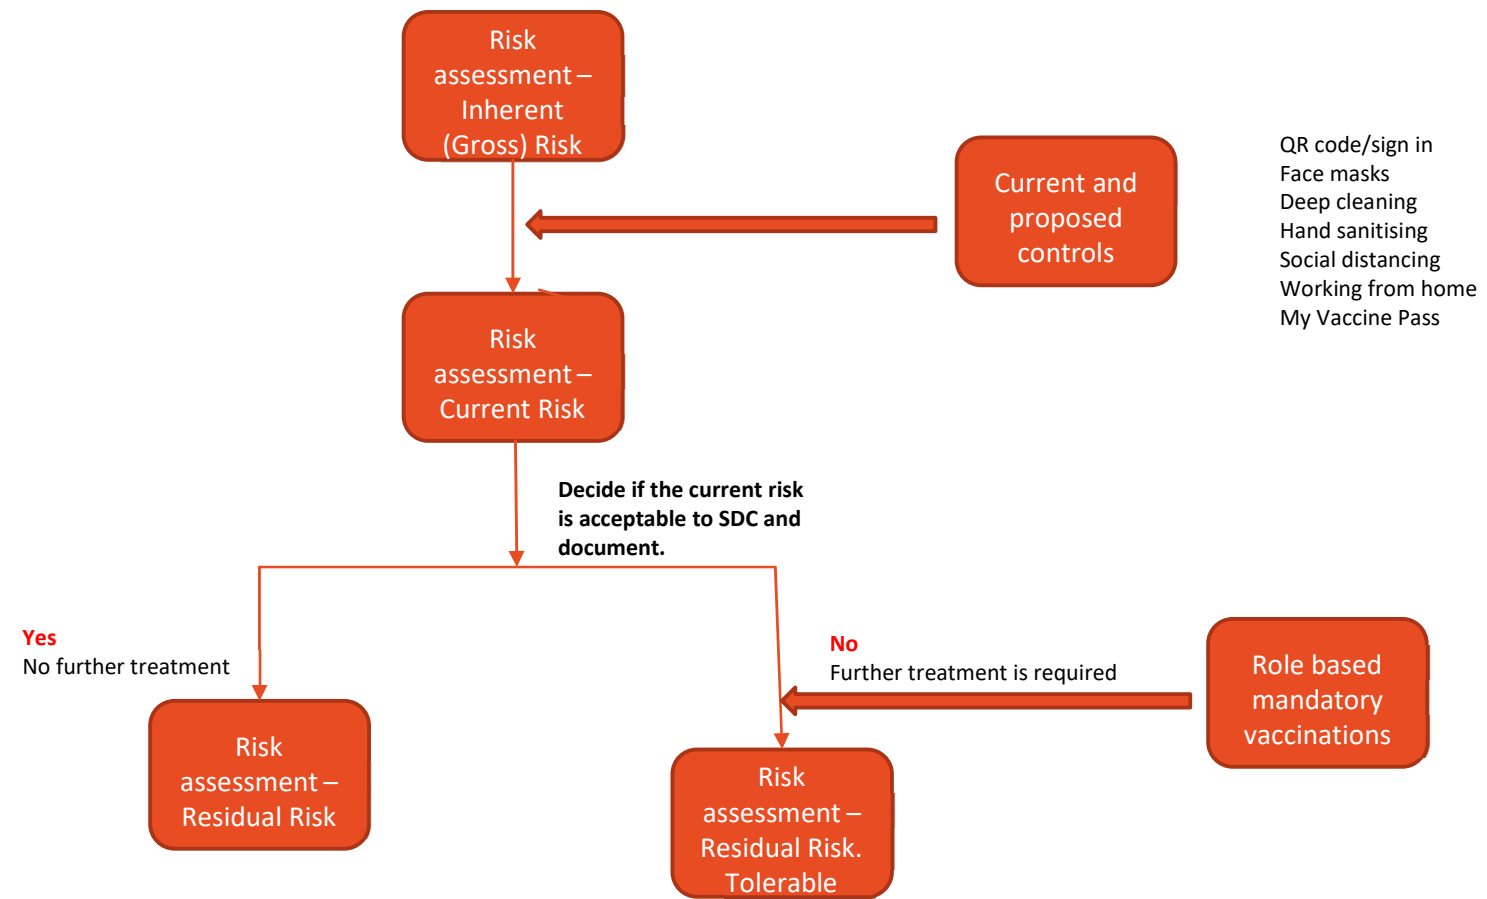 Risk
assessment –
Inherent
(Gross) Risk
Current and
proposed
controls
QR code/sign in
Face masks
Deep cleaning
Hand sanitising
Social distancing
Working from home
My Vaccine Pass
Risk
assessment –
Current Risk
Decide if the current risk
is acceptable to SDC and
document.
Yes
No further treatment
No
Further treatment is required
Role based
mandatory
vaccinations
Risk
assessment –
Residual Risk
Risk
assessment –
Residual Risk.
Tolerable